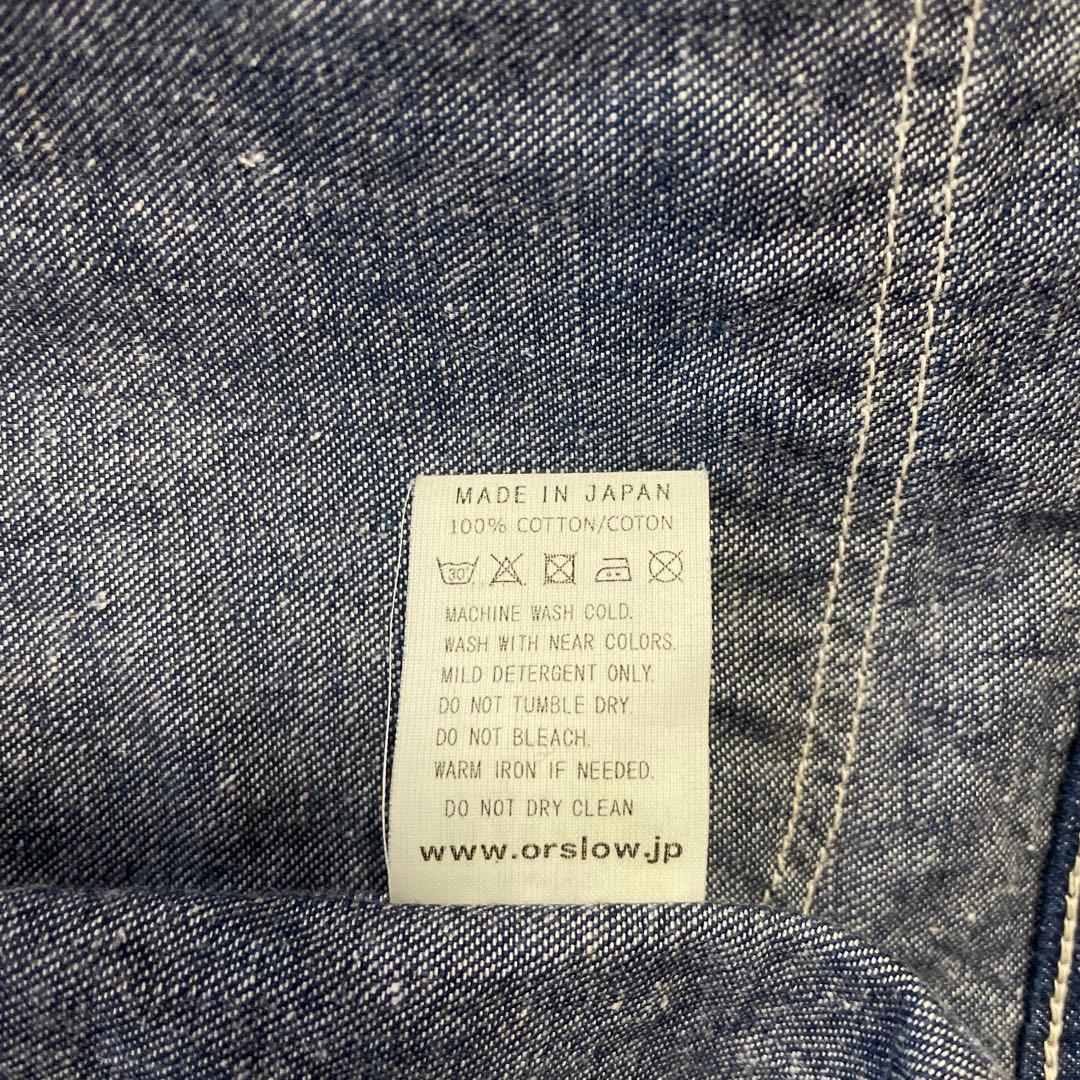 MADE IN JAPAN
100% COTTON/COTON
30
MACHINE WASH COLD.
WASH WITH NEAR COLORS.
MILD DETERGENT ONLY.
DO NOT TUMBLE DRY.
DO NOT BLEACH.
WARM IRON IF NEEDED.
DO NOT DRY CLEAN
www.orslow.jp